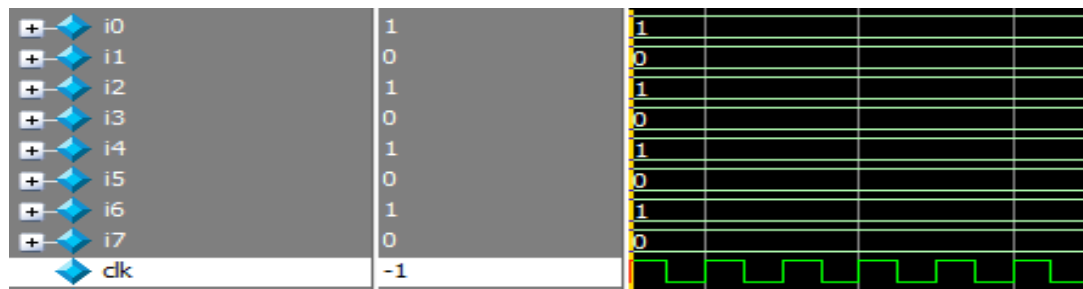 i0 1 1
i1 0 0
i2 1 1
i3 0 0
i4 1 1
i5 0 0
i6 1 1
i7 0 0
clk -1